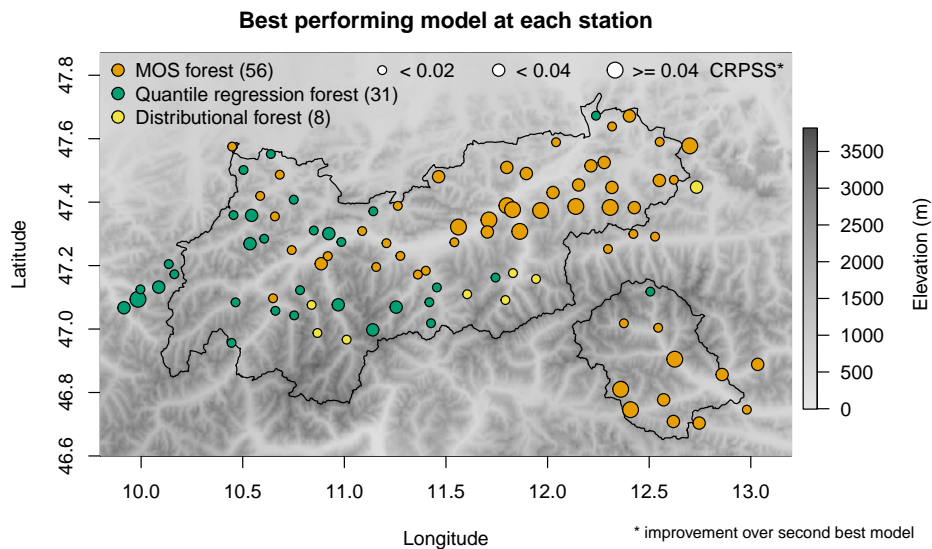 Best performing model at each station
MOS forest (56)
< 0.02
< 0.04
>= 0.04 CRPSS*
Quantile regression forest (31)
Distributional forest (8)
47.8
47.6
47.4
47.2
47.0
46.8
46.6
Latitude
10.0
10.5
11.0
11.5
12.0
12.5
13.0
Longitude
3500
3000
2500
2000
1500
1000
500
0
Elevation (m)
* improvement over second best model